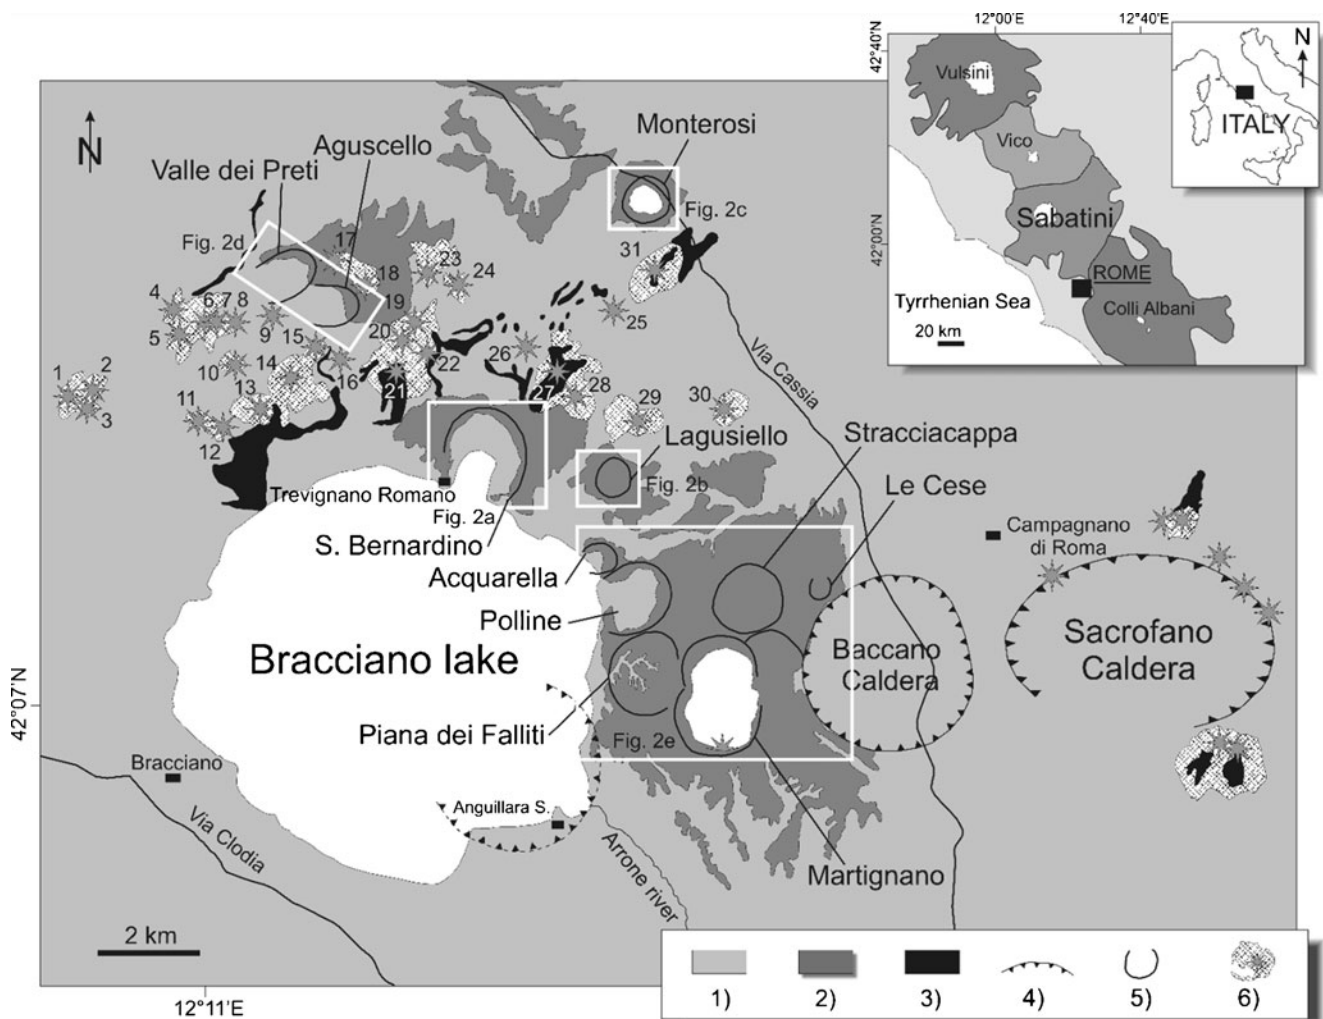 12°00'E
12°40'E
42°40'N
42°00'N
Vulsini
Vico
Sabatini
ROME
Colli Albani
Tyrrhenian Sea
20 km
N
ITALY
N
Monterosi
Aguscello
Valle dei Preti
Fig. 2d
Fig. 2c
17
18
23
24
31
4
5
6
7
8
9
19
20
25
15
14
10
16
21
22
26
27
28
1
2
3
13
11
12
29
30
Via Cassia
Lagusiello
Fig. 2b
Stracciacappa
Le Cese
Trevignano Romano
Fig. 2a
S. Bernardino
Acquarella
Polline
Campagnano
di Roma
Bracciano lake
Baccano
Caldera
Sacrofano
Caldera
42°07'N
Piana dei Falliti
Fig. 2e
Bracciano
Anguillara S.
Via Clodia
Arrone river
Martignano
2 km
12°11'E
1)
2)
3)
4)
5)
6)